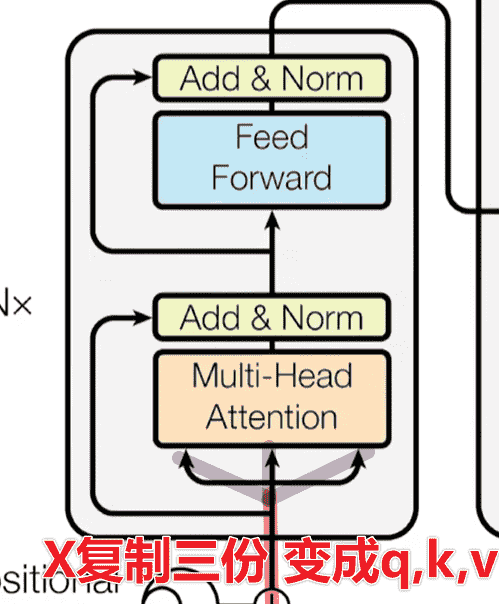 Add & Norm
Feed
Forward
N×
Add & Norm
Multi-Head
Attention
X复制三份 变成q,k,v